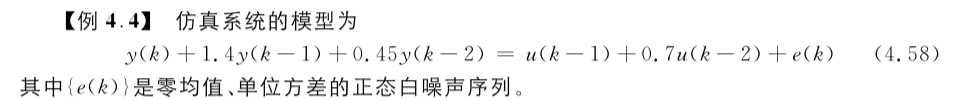 【例 4.4】 仿真系统的模型为
y(k)+1.4y(k-1)+0.45y(k-2) = u(k-1)+0.7u(k-2)+e(k) (4.58)
其中{e(k)}是零均值、单位方差的正态白噪声序列。